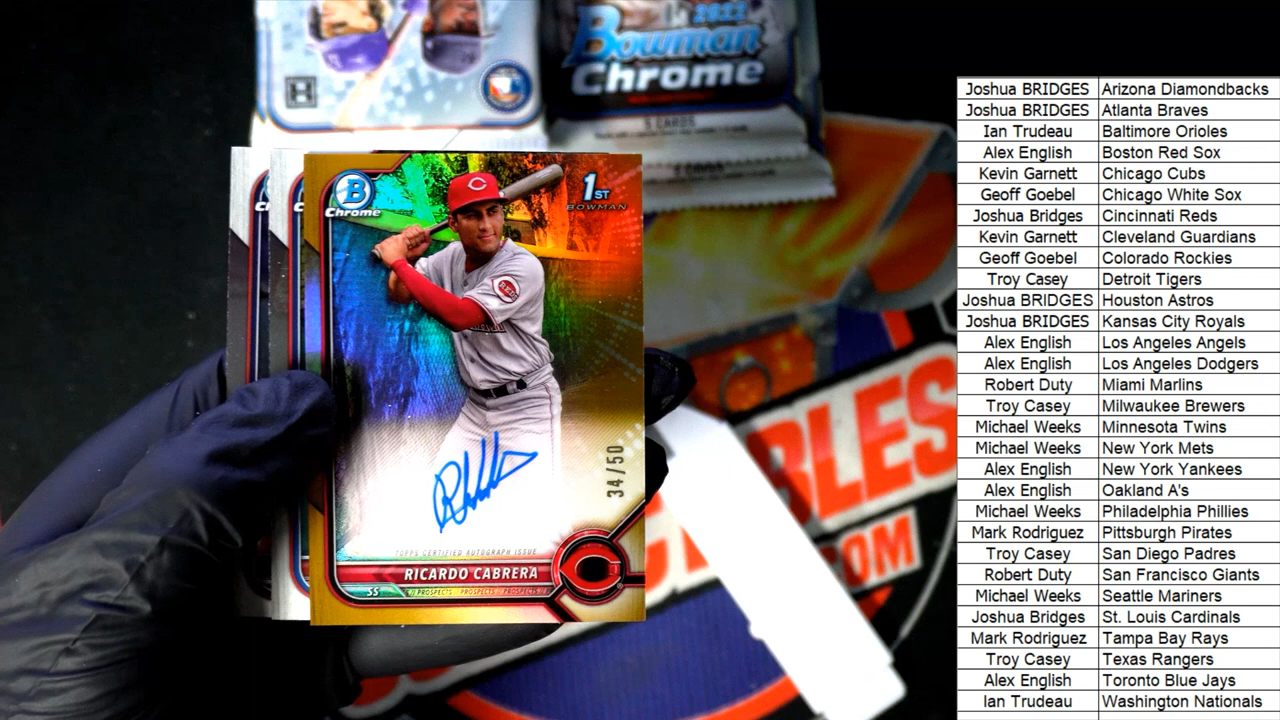 2022
Bowman
Chrome
5 CARDS
5 CARDS
B
Chrome
1ST
BOWMAN
C
REDS
34/50
TOPPS CERTIFIED AUTOGRAPH ISSUE
RICARDO CABRERA
SS
PROSPECTS PROSPECTS PROSPECTS
BLES
COM
Joshua BRIDGES Arizona Diamondbacks
Joshua BRIDGES Atlanta Braves
Ian Trudeau Baltimore Orioles
Alex English Boston Red Sox
Kevin Garnett Chicago Cubs
Geoff Goebel Chicago White Sox
Joshua Bridges Cincinnati Reds
Kevin Garnett Cleveland Guardians
Geoff Goebel Colorado Rockies
Troy Casey Detroit Tigers
Joshua BRIDGES Houston Astros
Joshua BRIDGES Kansas City Royals
Alex English Los Angeles Angels
Alex English Los Angeles Dodgers
Robert Duty Miami Marlins
Troy Casey Milwaukee Brewers
Michael Weeks Minnesota Twins
Michael Weeks New York Mets
Alex English New York Yankees
Alex English Oakland A's
Michael Weeks Philadelphia Phillies
Mark Rodriguez Pittsburgh Pirates
Troy Casey San Diego Padres
Robert Duty San Francisco Giants
Michael Weeks Seattle Mariners
Joshua Bridges St. Louis Cardinals
Mark Rodriguez Tampa Bay Rays
Troy Casey Texas Rangers
Alex English Toronto Blue Jays
Ian Trudeau Washington Nationals